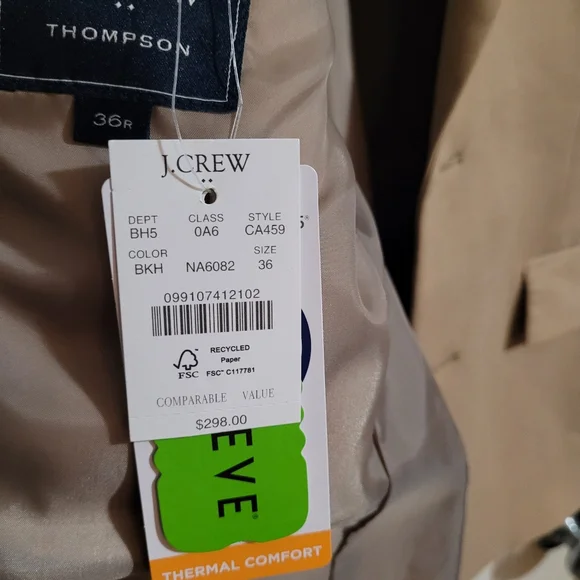 THOMPSON
36R
J.CREW
DEPT CLASS STYLE
BH5 0A6 CA459
COLOR SIZE
BKH NA6082 36
099107412102
RECYCLED
Paper
FSC
FSC™ C117781
COMPARABLE VALUE
$298.00
EVE
THERMAL COMFORT